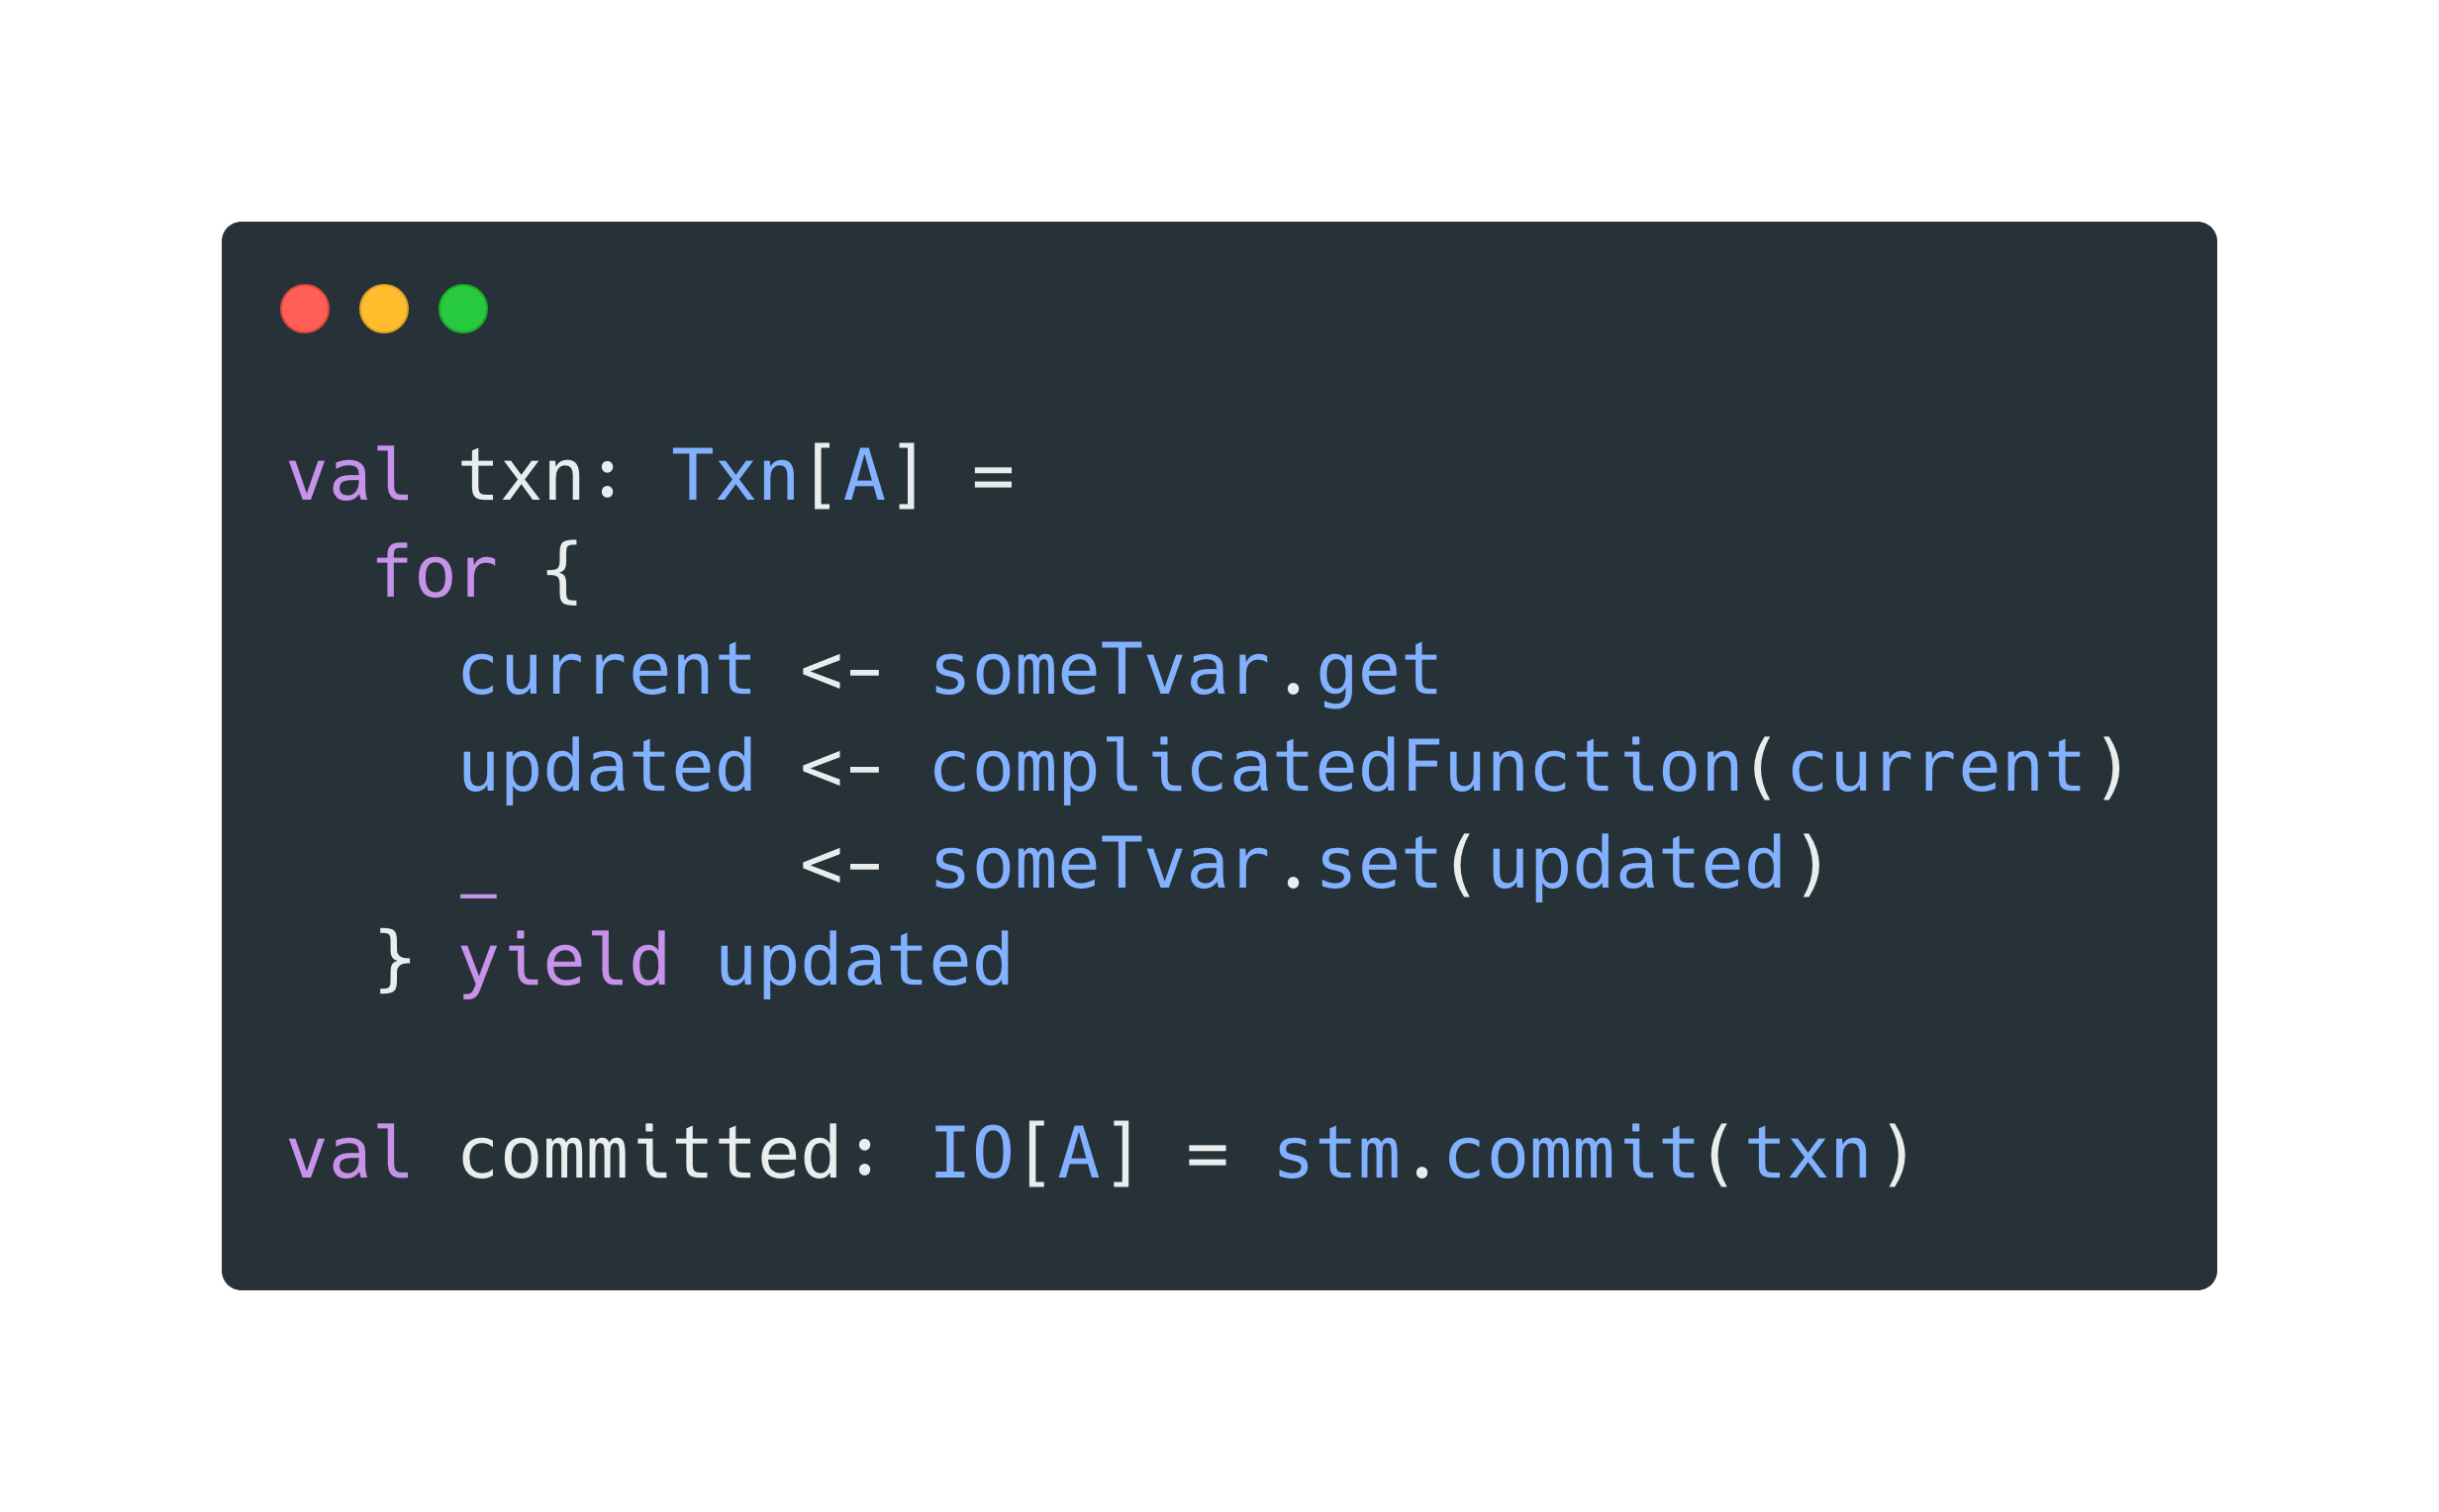 val txn: Txn[A] =
  for {
    current <- someTvar.get
    updated <- complicatedFunction(current)
    _       <- someTvar.set(updated)
  } yield updated

val committed: IO[A] = stm.commit(txn)